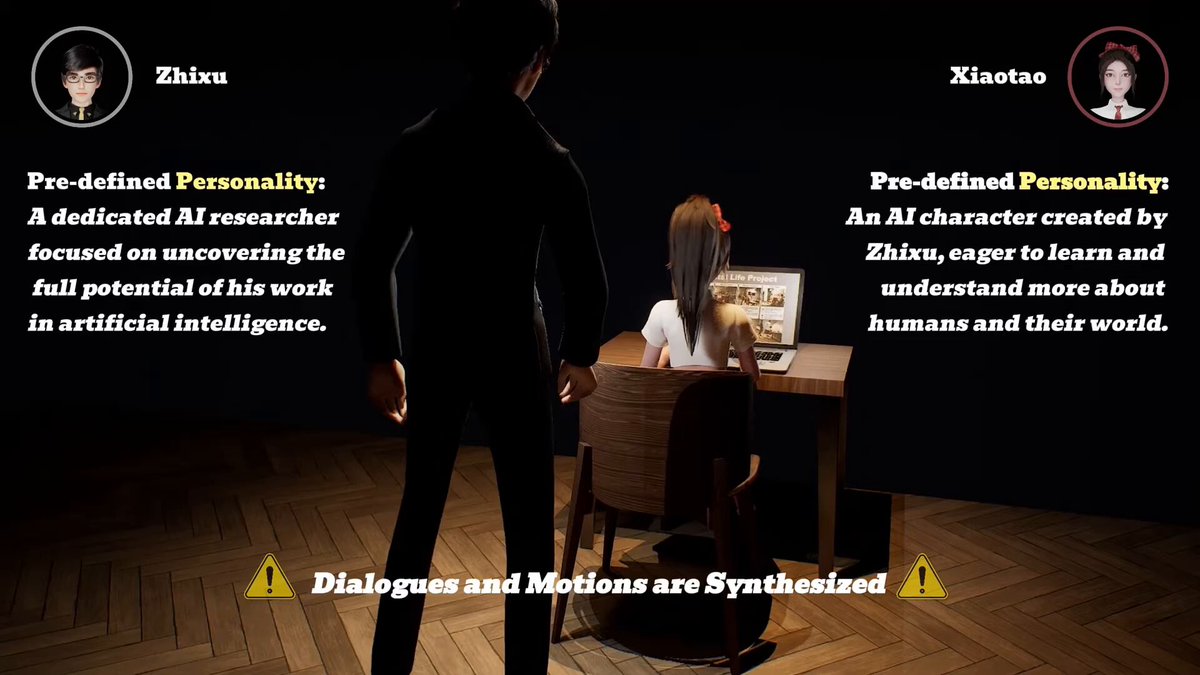 Zhixu
Pre-defined Personality:
A dedicated AI researcher
focused on uncovering the
full potential of his work
in artificial intelligence.
Xiaotao
Pre-defined Personality:
An AI character created by
Zhixu, eager to learn and
understand more about
humans and their world.
Life Project
Dialogues and Motions are Synthesized